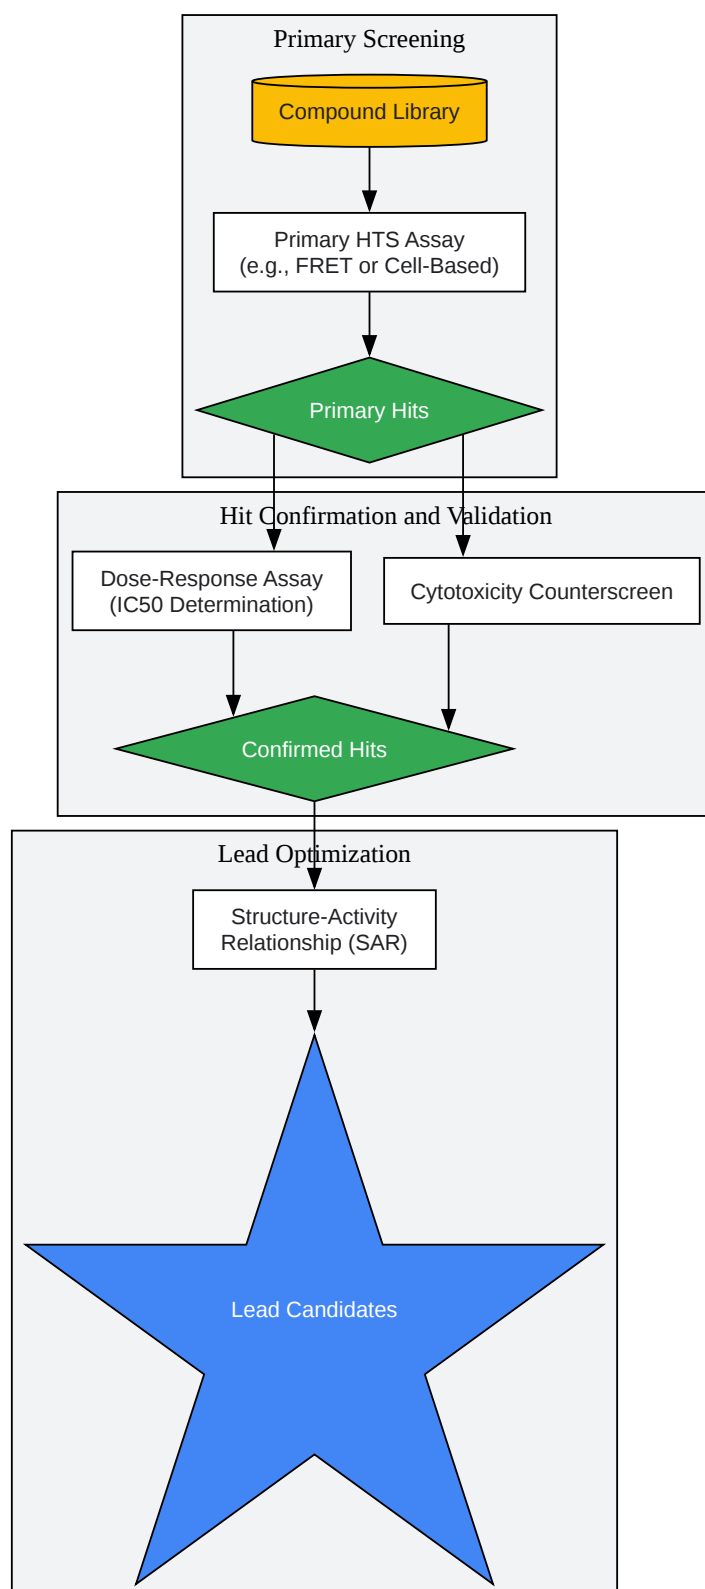 Primary Screening
Compound Library
Primary HTS Assay
(e.g., FRET or Cell-Based)
Primary Hits
Hit Confirmation and Validation
Dose-Response Assay
(IC50 Determination)
Cytotoxicity Counterscreen
Confirmed Hits
Lead Optimization
Structure-Activity
Relationship (SAR)
Lead Candidates